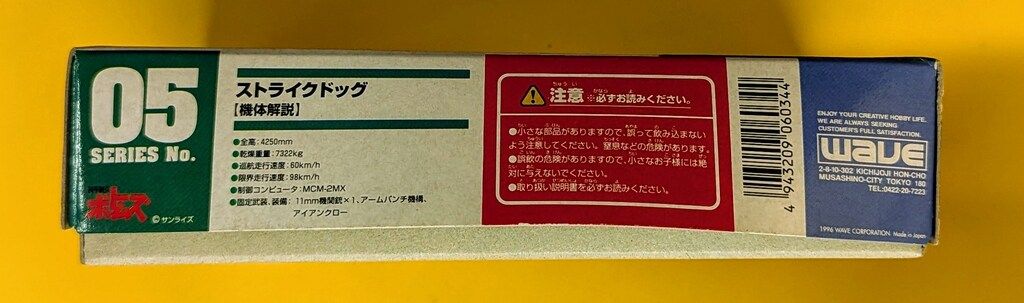 05
SERIES No.
装甲騎兵
ボトムズ
©サンライズ
ストライクドッグ
【機体解説】
●全高:4250mm
●乾燥重量:7322kg
●巡航走行速度:60km/h
●限界走行速度:98km/h
●制御コンピュータ:MCM-2MX
●固定武装、装備:11mm機関銃×1、アームパンチ機構、
アイアンクロー
注意 ※必ずお読みください。
●小さな部品がありますので、誤って飲み込まない
よう注意してください。窒息などの危険があります。
●誤飲の危険がありますので、小さなお子様には絶
対に与えないでください。
●取り扱い説明書を必ずお読みください。
4 943209 060344
ENJOY YOUR CREATIVE HOBBY LIFE.
WE ARE ALWAYS SEEKING
CUSTOMER'S FULL SATISFACTION.
WAVE
2-8-10-302 KICHIJOJI HON-CHO
MUSASHINO-CITY TOKYO 180
TEL:0422-20-7223
1996 WAVE CORPORATION Made in Japan